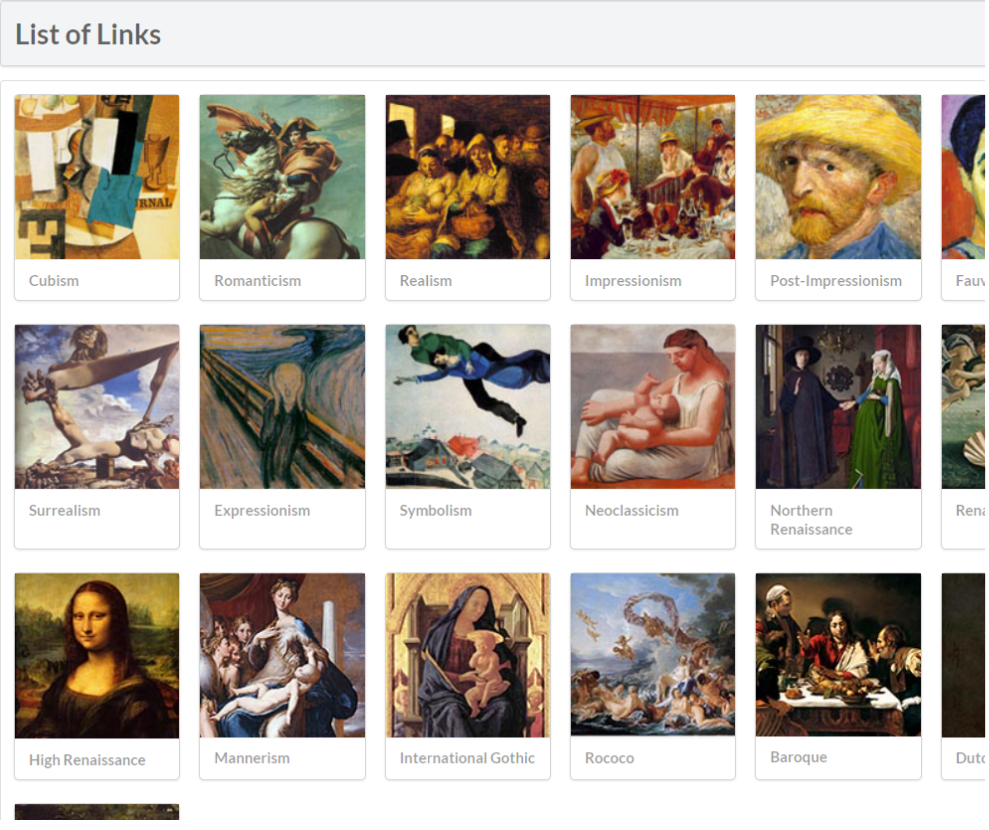 List of Links
RNAL
Cubism
Romanticism
Realism
Impressionism
Post-Impressionism
Fauv
Surrealism
Expressionism
Symbolism
Neoclassicism
Northern
Renaissance
Rena
High Renaissance
Mannerism
International Gothic
Rococo
Baroque
Dutc